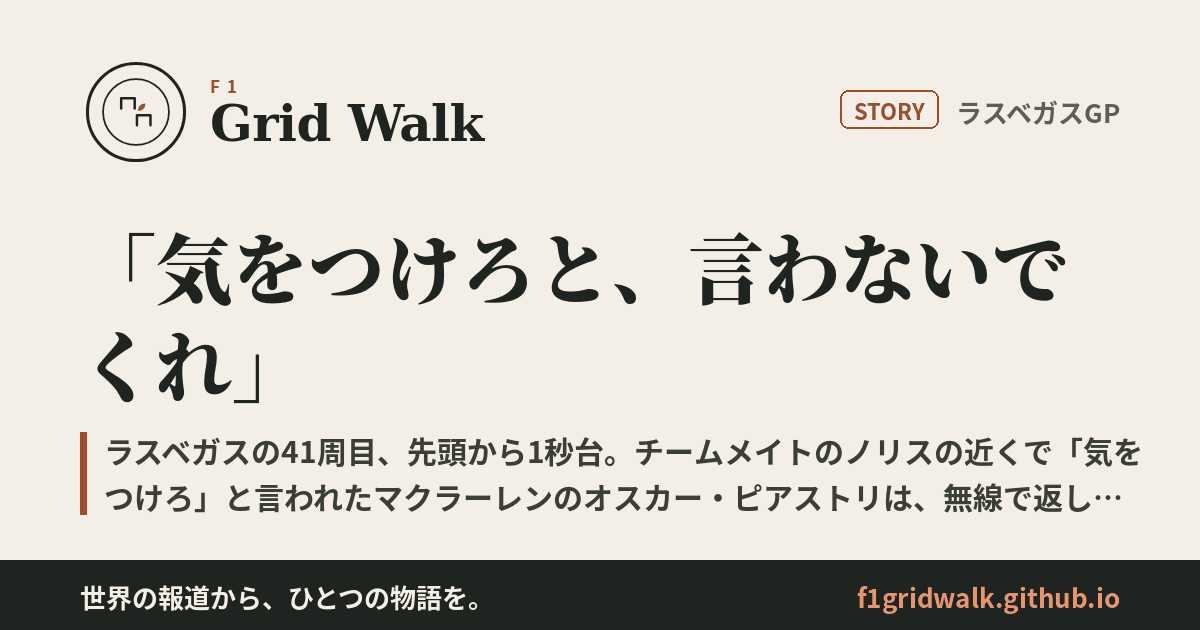 F1
Grid Walk
STORY ラスベガスGP
「気をつけろと、言わないで
くれ」
ラスベガスの41周目、先頭から1秒台。チームメイトのノリスの近くで「気を
つけろ」と言われたマクラーレンのオスカー・ピアストリは、無線で返し…
世界の報道から、ひとつの物語を。
f1gridwalk.github.io